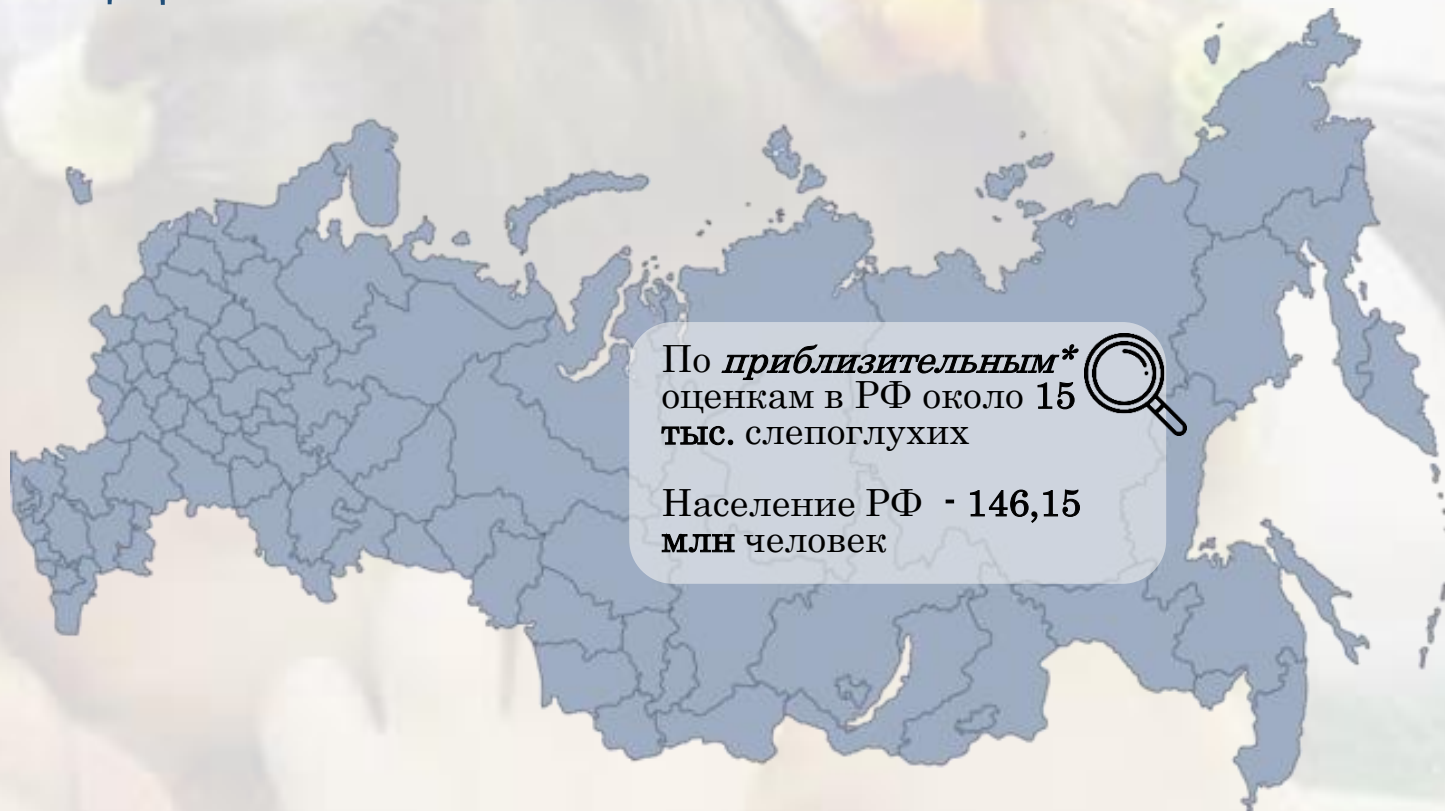 По приблизительным*
оценкам в РФ около 15
тыс. слепоглухих
Население РФ - 146,15
млн человек